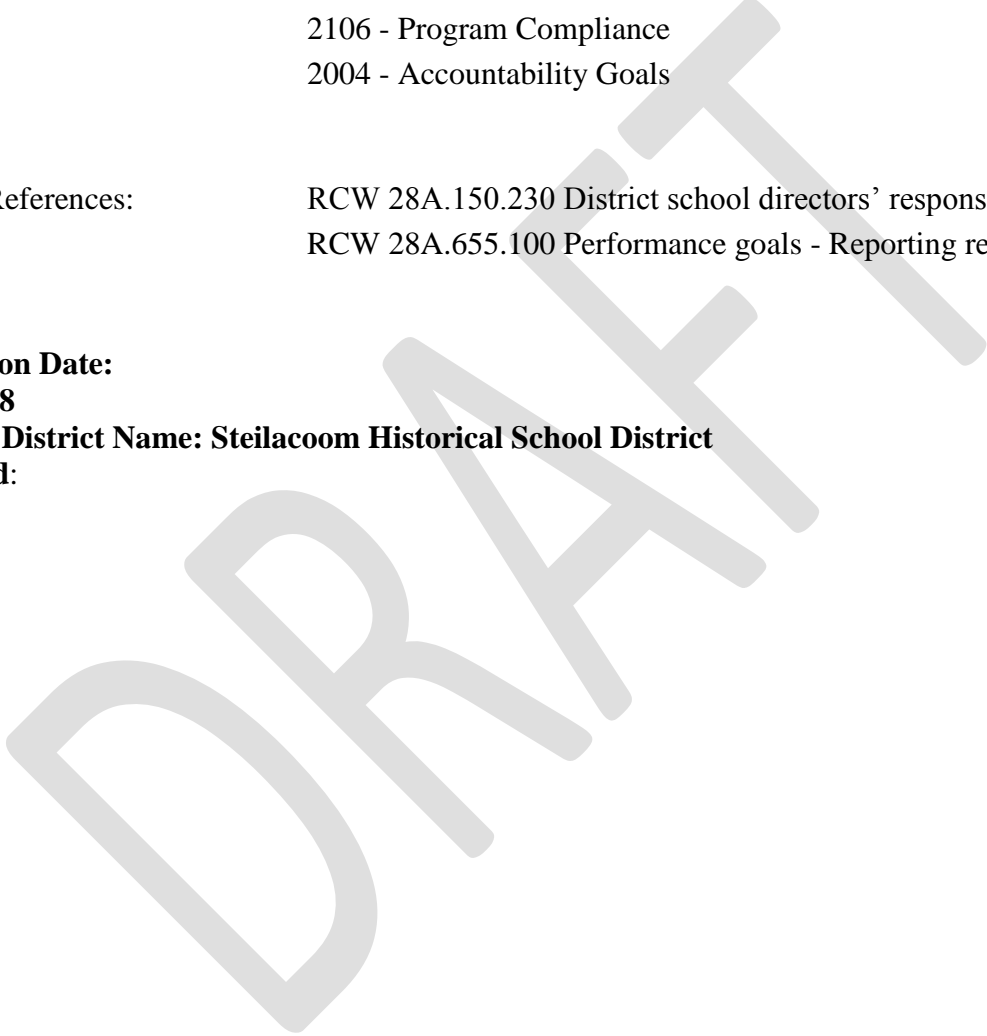 2106 - Program Compliance
2004 - Accountability Goals
References: RCW 28A.150.230 District school directors’ respons
RCW 28A.655.100 Performance goals - Reporting re
on Date:
8
District Name: Steilacoom Historical School District
d:
DRAFT